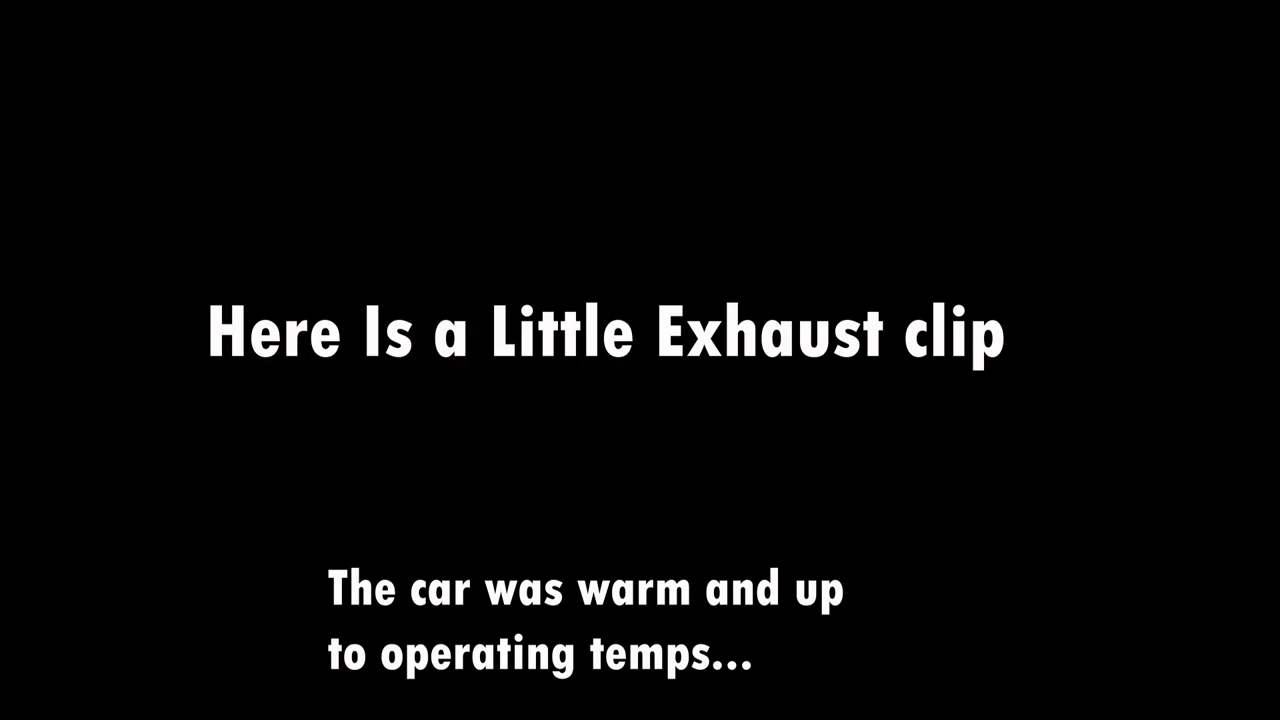 Here Is a Little Exhaust clip
The car was warm and up
to operating temps...